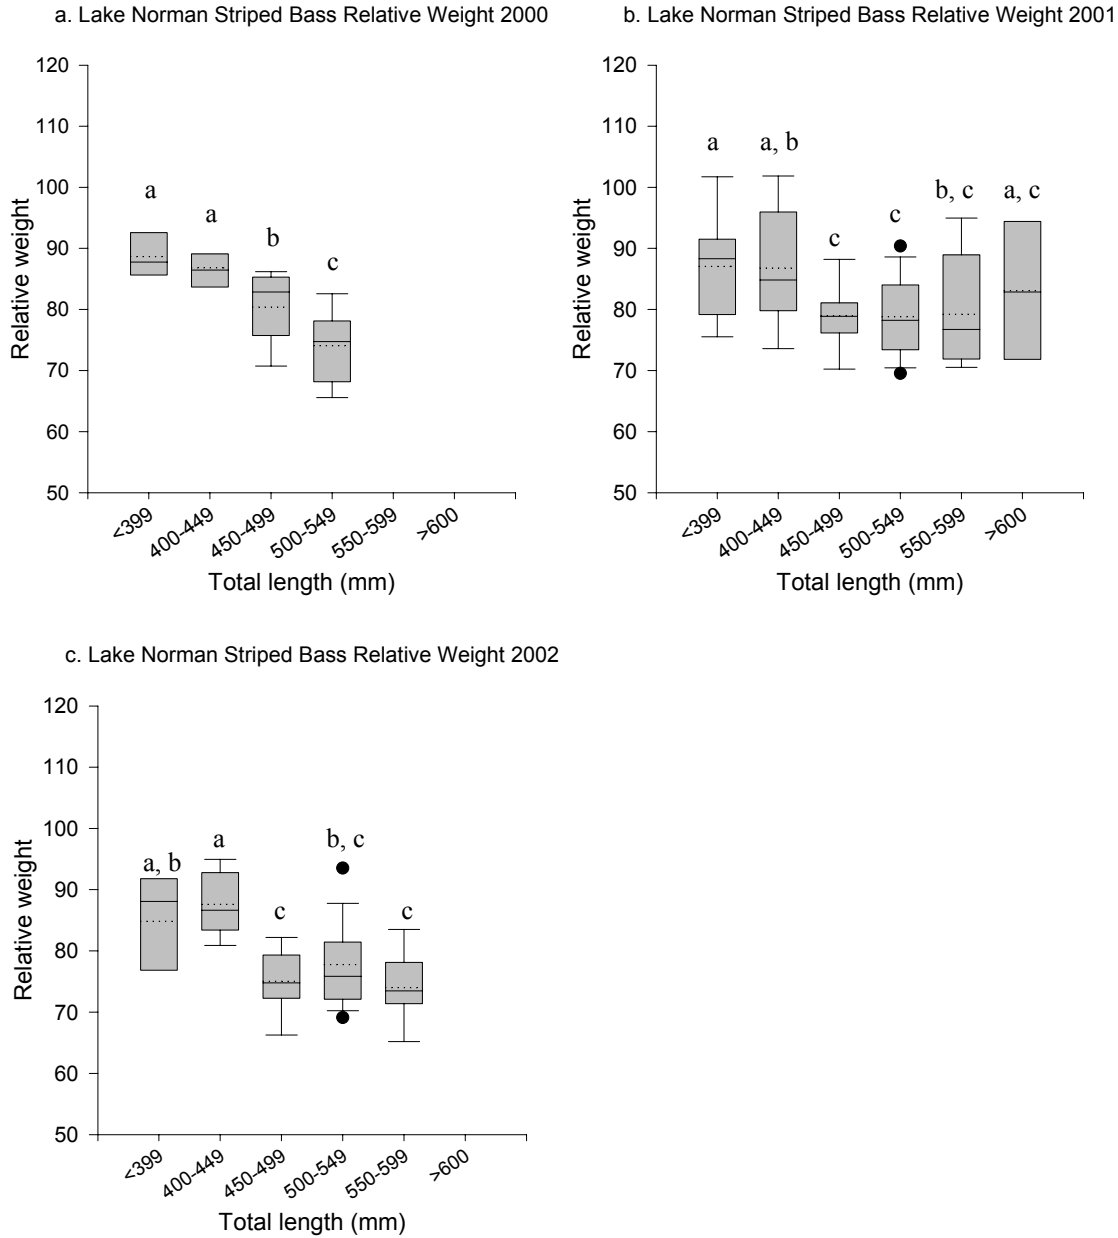 a. Lake Norman Striped Bass Relative Weight 2000
120
110
100
90
80
70
60
50
Relative weight
a
a
b
c
<399
400-449
450-499
500-549
550-599
>600
Total length (mm)
b. Lake Norman Striped Bass Relative Weight 2001
120
110
100
90
80
70
60
50
Relative weight
a
a, b
c
c
b, c
a, c
<399
400-449
450-499
500-549
550-599
>600
Total length (mm)
c. Lake Norman Striped Bass Relative Weight 2002
120
110
100
90
80
70
60
50
Relative weight
a, b
a
c
b, c
c
<399
400-449
450-499
500-549
550-599
>600
Total length (mm)